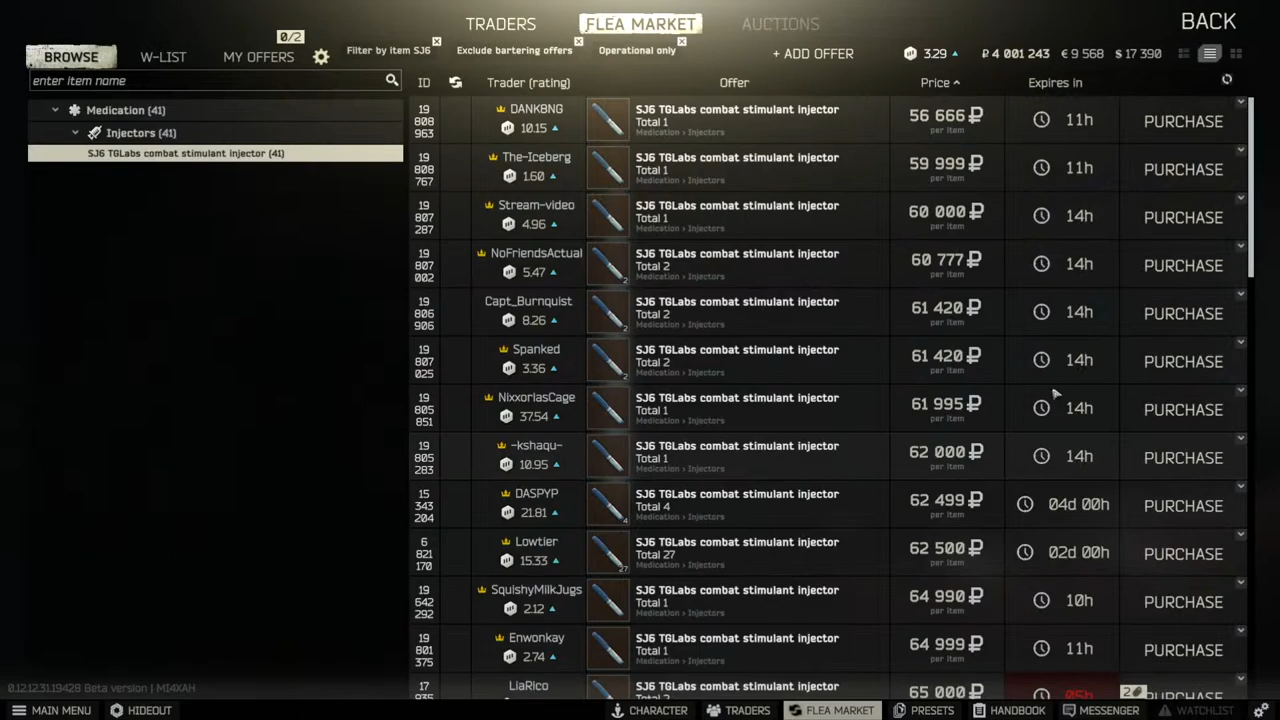 TRADERS FLEA MARKET AUCTIONS BACK
0/2
BROWSE W-LIST MY OFFERS Filter by item SJ6 Exclude bartering offers Operational only + ADD OFFER 3.29 ₽ 4 001 243 € 9 568 $ 17 390
enter item name
ID Trader (rating) Offer Price Expires in
Medication (41)
Injectors (41)
SJ6 TGLabs combat stimulant injector (41)
19 808 963 DANK8NG 10.15 SJ6 TGLabs combat stimulant injector Total 1 Medication › Injectors 56 666 ₽ per item 11h PURCHASE
19 808 767 The-Iceberg 1.60 SJ6 TGLabs combat stimulant injector Total 1 Medication › Injectors 59 999 ₽ per item 11h PURCHASE
19 807 287 Stream-video 4.96 SJ6 TGLabs combat stimulant injector Total 1 Medication › Injectors 60 000 ₽ per item 14h PURCHASE
19 807 002 NoFriendsActual 5.47 2 SJ6 TGLabs combat stimulant injector Total 2 Medication › Injectors 60 777 ₽ per item 14h PURCHASE
19 806 906 Capt_Burnquist 8.26 2 SJ6 TGLabs combat stimulant injector Total 2 Medication › Injectors 61 420 ₽ per item 14h PURCHASE
19 807 025 Spanked 3.36 2 SJ6 TGLabs combat stimulant injector Total 2 Medication › Injectors 61 420 ₽ per item 14h PURCHASE
19 805 851 NixxorlasCage 37.54 SJ6 TGLabs combat stimulant injector Total 1 Medication › Injectors 61 995 ₽ per item 14h PURCHASE
19 805 283 -kshaqu- 10.95 SJ6 TGLabs combat stimulant injector Total 1 Medication › Injectors 62 000 ₽ per item 14h PURCHASE
15 343 204 DASPYP 21.81 4 SJ6 TGLabs combat stimulant injector Total 4 Medication › Injectors 62 499 ₽ per item 04d 00h PURCHASE
6 821 170 Lowtier 15.33 27 SJ6 TGLabs combat stimulant injector Total 27 Medication › Injectors 62 500 ₽ per item 02d 00h PURCHASE
19 642 292 SquishyMilkJugs 2.12 SJ6 TGLabs combat stimulant injector Total 1 Medication › Injectors 64 990 ₽ per item 10h PURCHASE
19 801 375 Enwonkay 2.74 SJ6 TGLabs combat stimulant injector Total 1 Medication › Injectors 64 999 ₽ per item 11h PURCHASE
17 935 LiaRico SJ6 TGLabs combat stimulant injector Total 2 65 000 ₽ 05h 2 PURCHASE
0.12.12.31.19428 Beta version | MI4XAH
MAIN MENU HIDEOUT CHARACTER TRADERS FLEA MARKET PRESETS HANDBOOK MESSENGER WATCHLIST